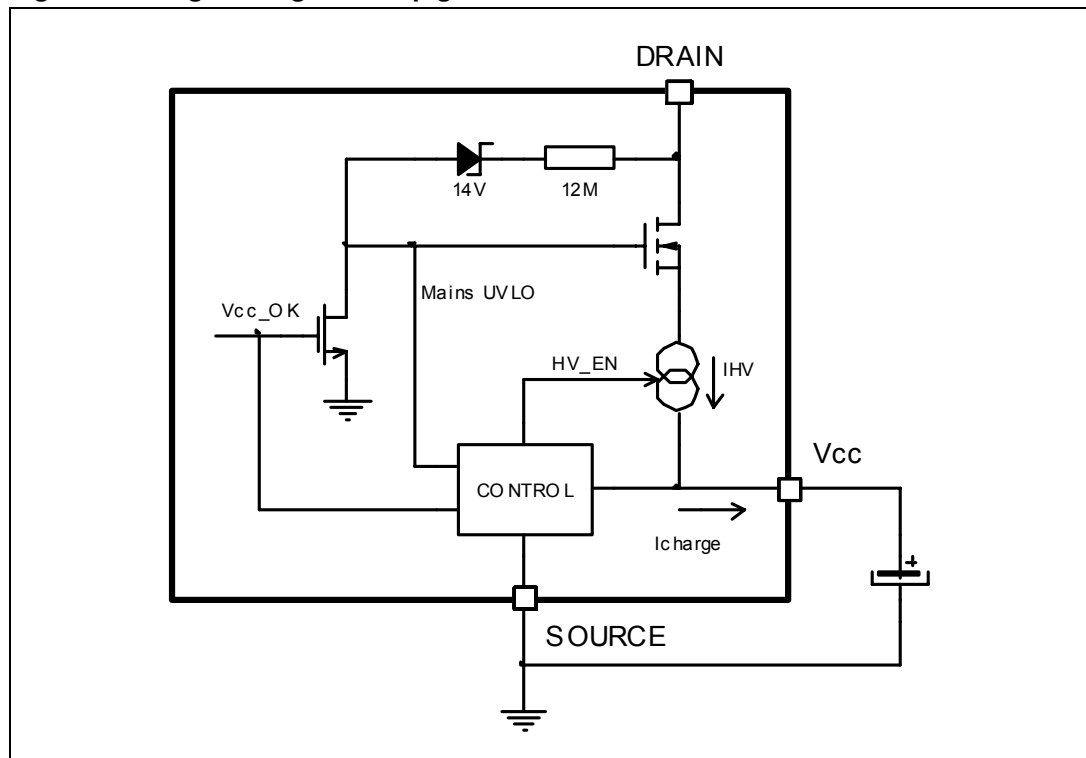 DRAIN
14V
12M
Mains UVLO
Vcc_OK
HV_EN
IHV
Vcc
CONTROL
Icharge
+
SOURCE